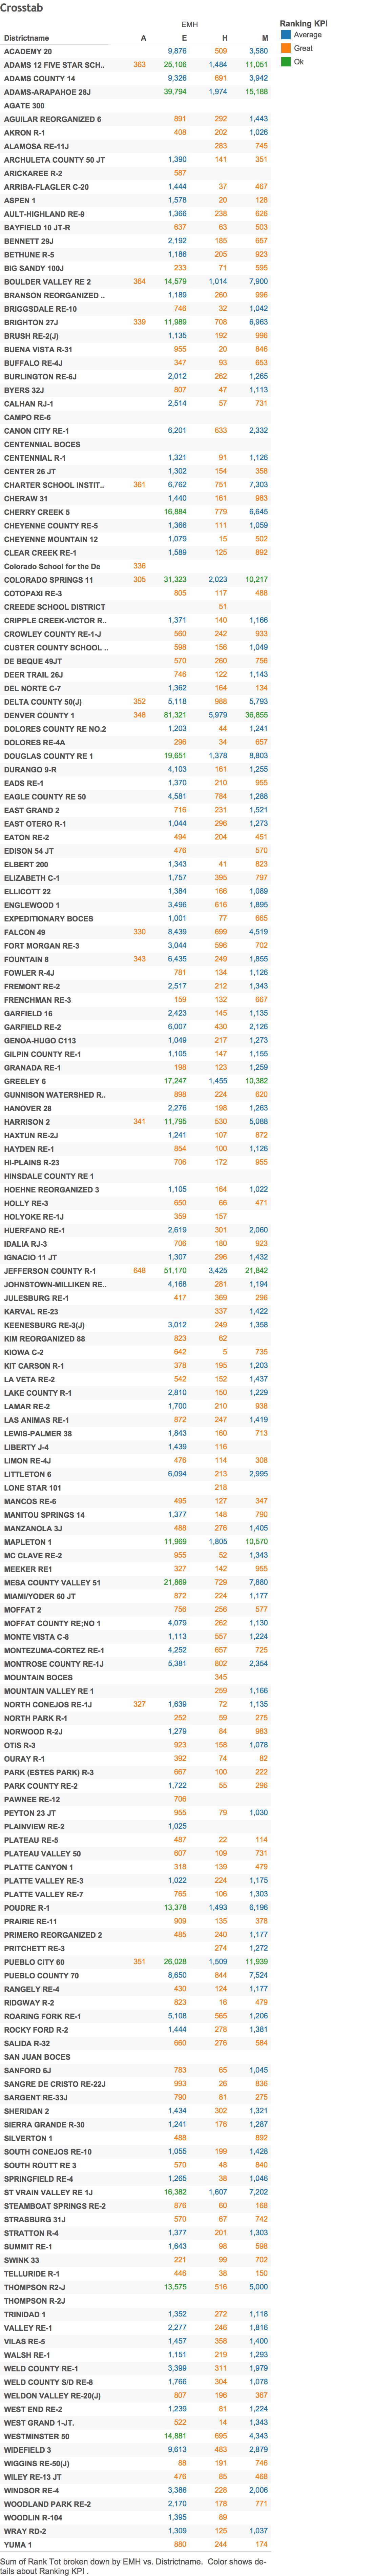 Crosstab
EMH
Ranking KPI
Districtname A E H M
Average
Great
Ok
ACADEMY 20 9,876 509 3,580
ADAMS 12 FIVE STAR SCH.. 363 25,106 1,484 11,051
ADAMS COUNTY 14 9,326 691 3,942
ADAMS-ARAPAHOE 28J 39,794 1,974 15,188
AGATE 300
AGUILAR REORGANIZED 6 891 292 1,443
AKRON R-1 408 202 1,026
ALAMOSA RE-11J 283 745
ARCHULETA COUNTY 50 JT 1,390 141 351
ARICKAREE R-2 587
ARRIBA-FLAGLER C-20 1,444 37 467
ASPEN 1 1,578 20 128
AULT-HIGHLAND RE-9 1,366 238 626
BAYFIELD 10 JT-R 637 63 503
BENNETT 29J 2,192 185 657
BETHUNE R-5 1,186 205 923
BIG SANDY 100J 233 71 595
BOULDER VALLEY RE 2 364 14,579 1,014 7,900
BRANSON REORGANIZED .. 1,189 260 996
BRIGGSDALE RE-10 746 32 1,042
BRIGHTON 27J 339 11,989 708 6,963
BRUSH RE-2(J) 1,135 192 996
BUENA VISTA R-31 955 20 846
BUFFALO RE-4J 347 93 653
BURLINGTON RE-6J 2,012 262 1,265
BYERS 32J 807 47 1,113
CALHAN RJ-1 2,514 57 731
CAMPO RE-6
CANON CITY RE-1 6,201 633 2,332
CENTENNIAL BOCES
CENTENNIAL R-1 1,321 91 1,126
CENTER 26 JT 1,302 154 358
CHARTER SCHOOL INSTIT.. 361 6,762 751 7,303
CHERAW 31 1,440 161 983
CHERRY CREEK 5 16,884 779 6,645
CHEYENNE COUNTY RE-5 1,366 111 1,059
CHEYENNE MOUNTAIN 12 1,079 15 502
CLEAR CREEK RE-1 1,589 125 892
Colorado School for the De 336
COLORADO SPRINGS 11 305 31,323 2,023 10,217
COTOPAXI RE-3 805 117 488
CREEDE SCHOOL DISTRICT 51
CRIPPLE CREEK-VICTOR R.. 1,371 140 1,166
CROWLEY COUNTY RE-1-J 560 242 933
CUSTER COUNTY SCHOOL .. 598 156 1,049
DE BEQUE 49JT 570 260 756
DEER TRAIL 26J 746 122 1,143
DEL NORTE C-7 1,362 164 134
DELTA COUNTY 50(J) 352 5,118 988 5,793
DENVER COUNTY 1 348 81,321 5,979 36,855
DOLORES COUNTY RE NO.2 1,203 44 1,241
DOLORES RE-4A 296 34 657
DOUGLAS COUNTY RE 1 19,651 1,378 8,803
DURANGO 9-R 4,103 161 1,255
EADS RE-1 1,370 210 955
EAGLE COUNTY RE 50 4,581 784 1,288
EAST GRAND 2 716 231 1,521
EAST OTERO R-1 1,044 296 1,273
EATON RE-2 494 204 451
EDISON 54 JT 476 570
ELBERT 200 1,343 41 823
ELIZABETH C-1 1,757 395 797
ELLICOTT 22 1,384 166 1,089
ENGLEWOOD 1 3,496 616 1,895
EXPEDITIONARY BOCES 1,001 77 665
FALCON 49 330 8,439 699 4,519
FORT MORGAN RE-3 3,044 596 702
FOUNTAIN 8 343 6,435 249 1,855
FOWLER R-4J 781 134 1,126
FREMONT RE-2 2,517 212 1,343
FRENCHMAN RE-3 159 132 667
GARFIELD 16 2,423 145 1,135
GARFIELD RE-2 6,007 430 2,126
GENOA-HUGO C113 1,049 217 1,273
GILPIN COUNTY RE-1 1,105 147 1,155
GRANADA RE-1 198 123 1,259
GREELEY 6 17,247 1,455 10,382
GUNNISON WATERSHED R.. 898 224 620
HANOVER 28 2,276 198 1,263
HARRISON 2 341 11,795 530 5,088
HAXTUN RE-2J 1,241 107 872
HAYDEN RE-1 854 100 1,126
HI-PLAINS R-23 706 172 955
HINSDALE COUNTY RE 1
HOEHNE REORGANIZED 3 1,105 164 1,022
HOLLY RE-3 650 66 471
HOLYOKE RE-1J 359 157
HUERFANO RE-1 2,619 301 2,060
IDALIA RJ-3 706 180 923
IGNACIO 11 JT 1,307 296 1,432
JEFFERSON COUNTY R-1 648 51,170 3,425 21,842
JOHNSTOWN-MILLIKEN RE.. 4,168 281 1,194
JULESBURG RE-1 417 369 296
KARVAL RE-23 337 1,422
KEENESBURG RE-3(J) 3,012 249 1,358
KIM REORGANIZED 88 823 62
KIOWA C-2 642 5 735
KIT CARSON R-1 378 195 1,203
LA VETA RE-2 542 152 1,437
LAKE COUNTY R-1 2,810 150 1,229
LAMAR RE-2 1,700 210 938
LAS ANIMAS RE-1 872 247 1,419
LEWIS-PALMER 38 1,843 160 713
LIBERTY J-4 1,439 116
LIMON RE-4J 476 114 308
LITTLETON 6 6,094 213 2,995
LONE STAR 101 218
MANCOS RE-6 495 127 347
MANITOU SPRINGS 14 1,377 148 790
MANZANOLA 3J 488 276 1,405
MAPLETON 1 11,969 1,805 10,570
MC CLAVE RE-2 955 52 1,343
MEEKER RE1 327 142 955
MESA COUNTY VALLEY 51 21,869 729 7,880
MIAMI/YODER 60 JT 872 224 1,177
MOFFAT 2 756 256 577
MOFFAT COUNTY RE;NO 1 4,079 262 1,130
MONTE VISTA C-8 1,113 557 1,224
MONTEZUMA-CORTEZ RE-1 4,252 657 725
MONTROSE COUNTY RE-1J 5,381 802 2,354
MOUNTAIN BOCES 345
MOUNTAIN VALLEY RE 1 259 1,166
NORTH CONEJOS RE-1J 327 1,639 72 1,135
NORTH PARK R-1 252 59 275
NORWOOD R-2J 1,279 84 983
OTIS R-3 923 158 1,078
OURAY R-1 392 74 82
PARK (ESTES PARK) R-3 667 100 222
PARK COUNTY RE-2 1,722 55 296
PAWNEE RE-12 706
PEYTON 23 JT 955 79 1,030
PLAINVIEW RE-2 1,025
PLATEAU RE-5 487 22 114
PLATEAU VALLEY 50 607 109 731
PLATTE CANYON 1 318 139 479
PLATTE VALLEY RE-3 1,022 224 1,175
PLATTE VALLEY RE-7 765 106 1,303
POUDRE R-1 13,378 1,493 6,196
PRAIRIE RE-11 909 135 378
PRIMERO REORGANIZED 2 485 240 1,177
PRITCHETT RE-3 274 1,272
PUEBLO CITY 60 351 26,028 1,509 11,939
PUEBLO COUNTY 70 8,650 844 7,524
RANGELY RE-4 430 124 1,177
RIDGWAY R-2 823 16 479
ROARING FORK RE-1 5,108 565 1,206
ROCKY FORD R-2 1,444 278 1,381
SALIDA R-32 660 276 584
SAN JUAN BOCES
SANFORD 6J 783 65 1,045
SANGRE DE CRISTO RE-22J 993 26 836
SARGENT RE-33J 790 81 275
SHERIDAN 2 1,434 302 1,321
SIERRA GRANDE R-30 1,241 176 1,287
SILVERTON 1 488 892
SOUTH CONEJOS RE-10 1,055 199 1,428
SOUTH ROUTT RE 3 570 48 840
SPRINGFIELD RE-4 1,265 38 1,046
ST VRAIN VALLEY RE 1J 16,382 1,607 7,202
STEAMBOAT SPRINGS RE-2 876 60 168
STRASBURG 31J 570 67 742
STRATTON R-4 1,377 201 1,303
SUMMIT RE-1 1,643 98 598
SWINK 33 221 99 702
TELLURIDE R-1 446 38 150
THOMPSON R2-J 13,575 516 5,000
THOMPSON R-2J
TRINIDAD 1 1,352 272 1,118
VALLEY RE-1 2,277 246 1,816
VILAS RE-5 1,457 358 1,400
WALSH RE-1 1,151 219 1,293
WELD COUNTY RE-1 3,399 311 1,979
WELD COUNTY S/D RE-8 1,766 304 1,078
WELDON VALLEY RE-20(J) 807 196 367
WEST END RE-2 1,239 81 1,224
WEST GRAND 1-JT. 522 14 1,343
WESTMINSTER 50 14,881 695 4,343
WIDEFIELD 3 9,613 483 2,879
WIGGINS RE-50(J) 88 191 746
WILEY RE-13 JT 476 85 468
WINDSOR RE-4 3,386 228 2,006
WOODLAND PARK RE-2 2,170 178 771
WOODLIN R-104 1,395 89
WRAY RD-2 1,309 125 1,037
YUMA 1 880 244 174
Sum of Rank Tot broken down by EMH vs. Districtname. Color shows de-
tails about Ranking KPI .